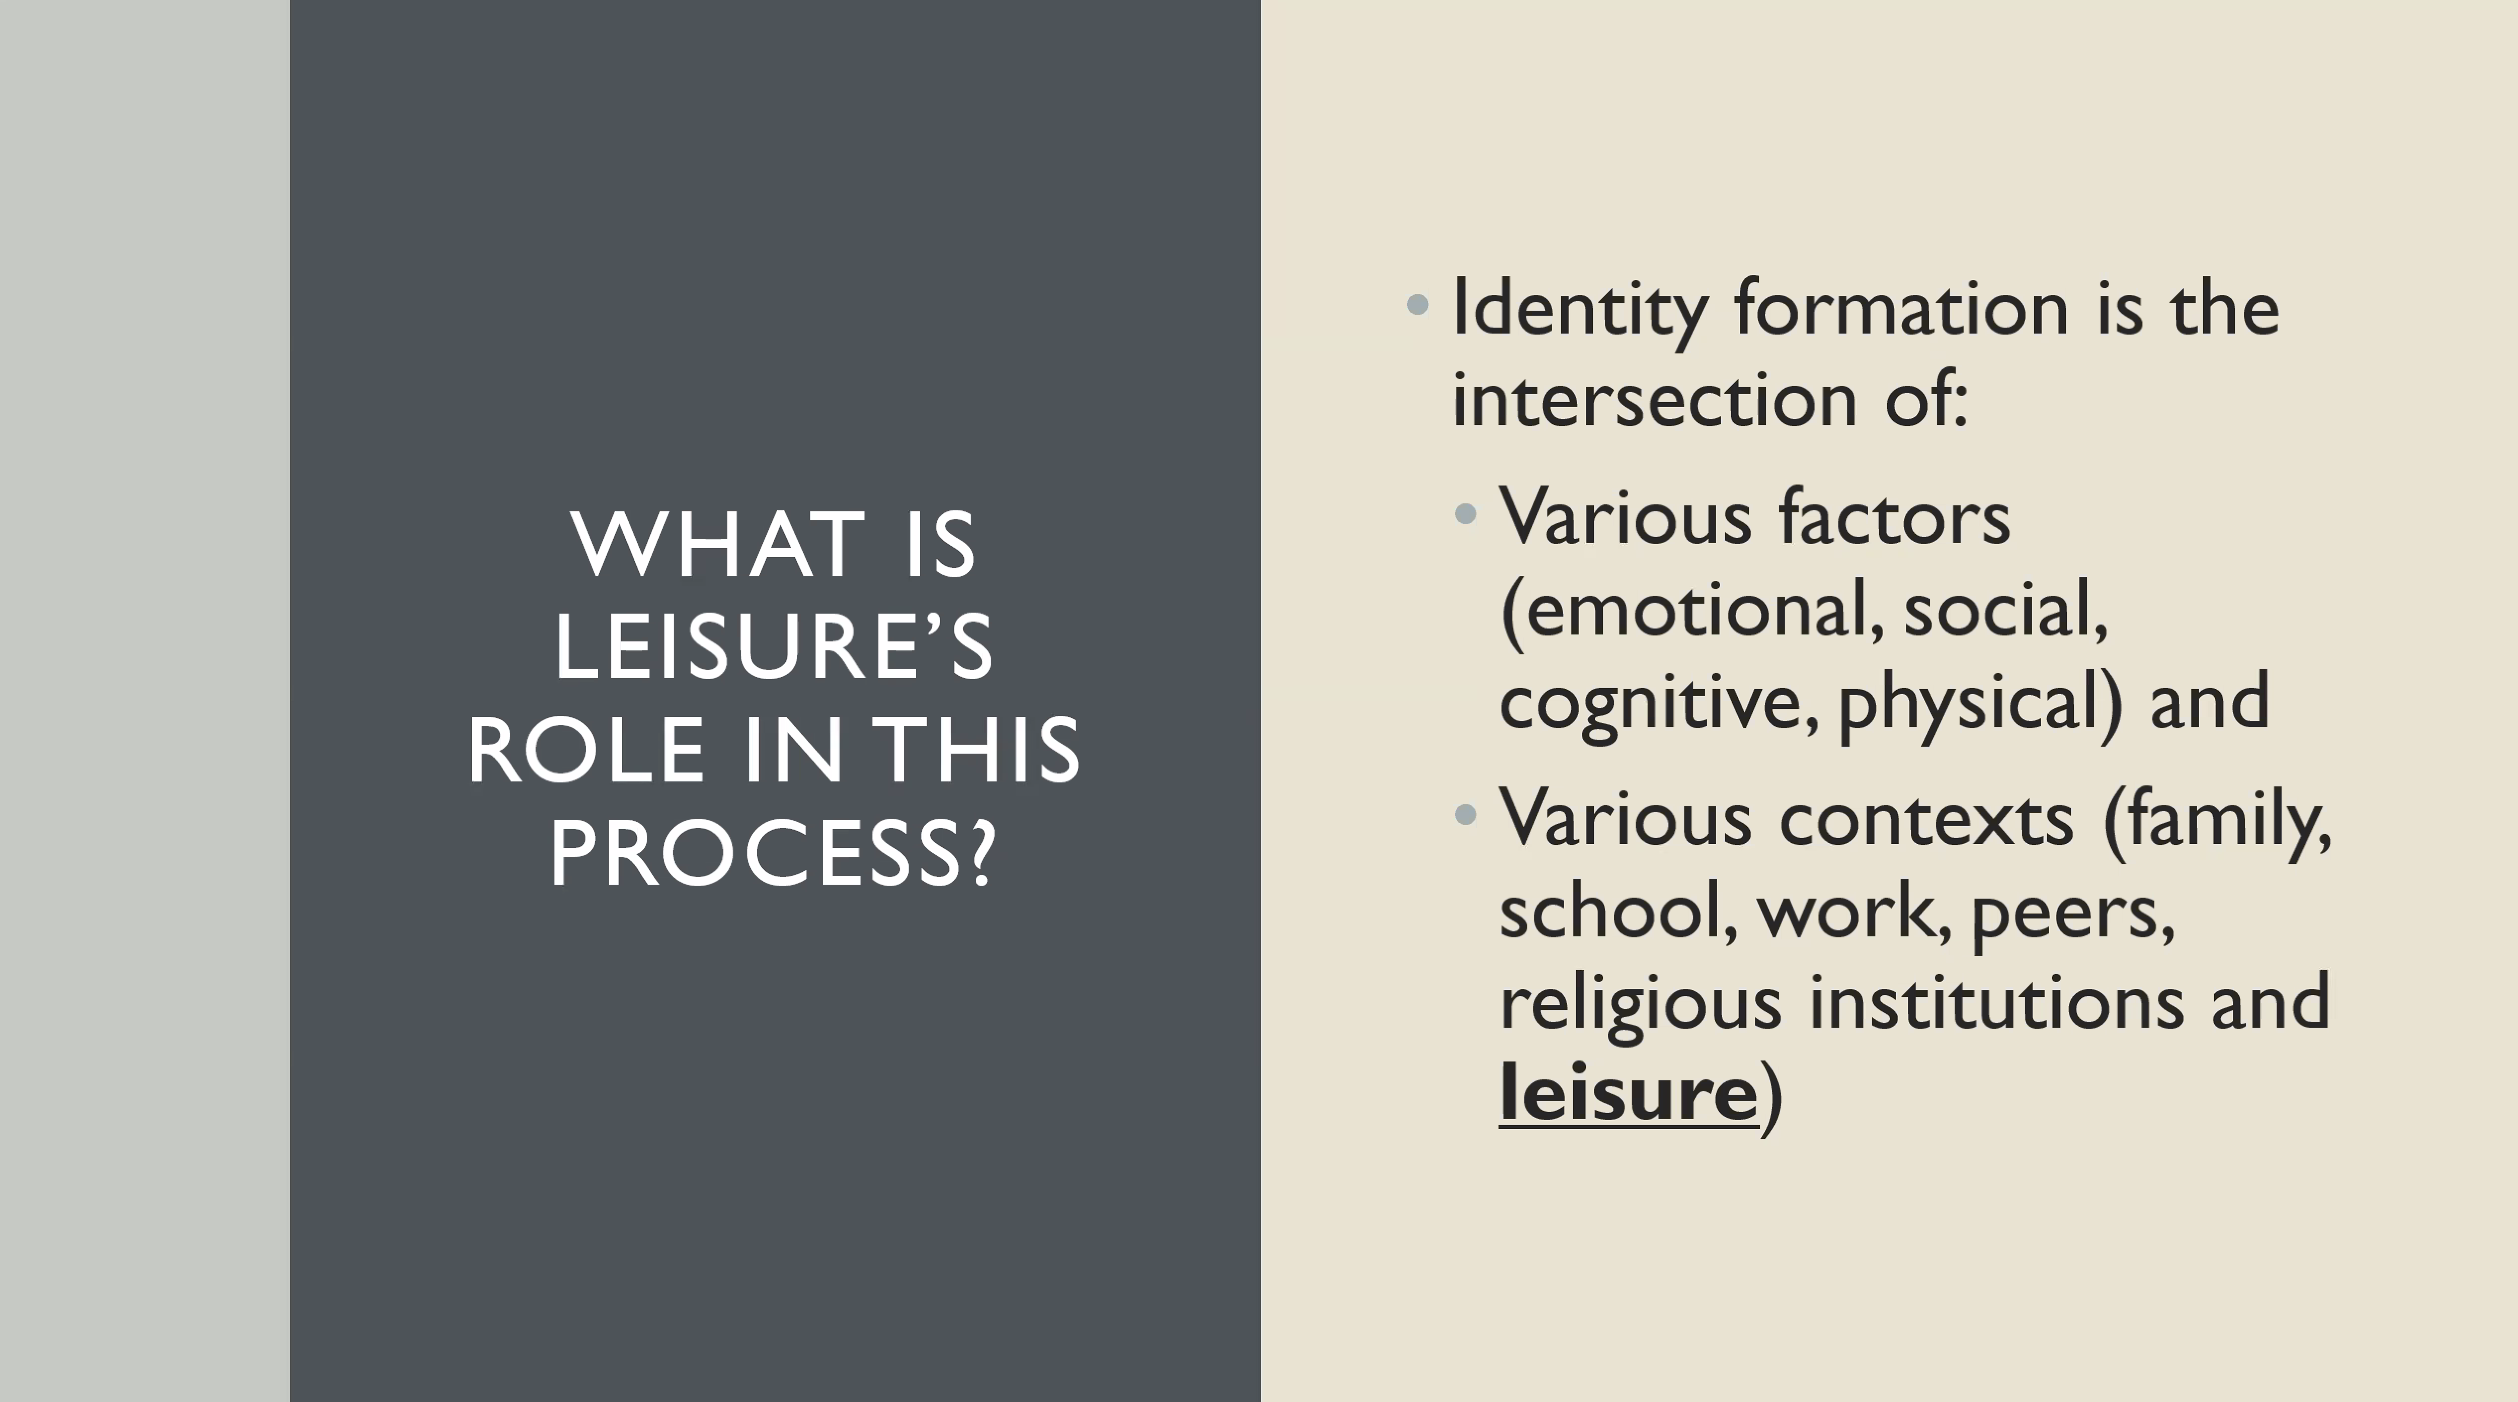 WHAT IS
LEISURE’S
ROLE IN THIS
PROCESS?
• Identity formation is the
intersection of:
• Various factors
(emotional, social,
cognitive, physical) and
• Various contexts (family,
school, work, peers,
religious institutions and
leisure)